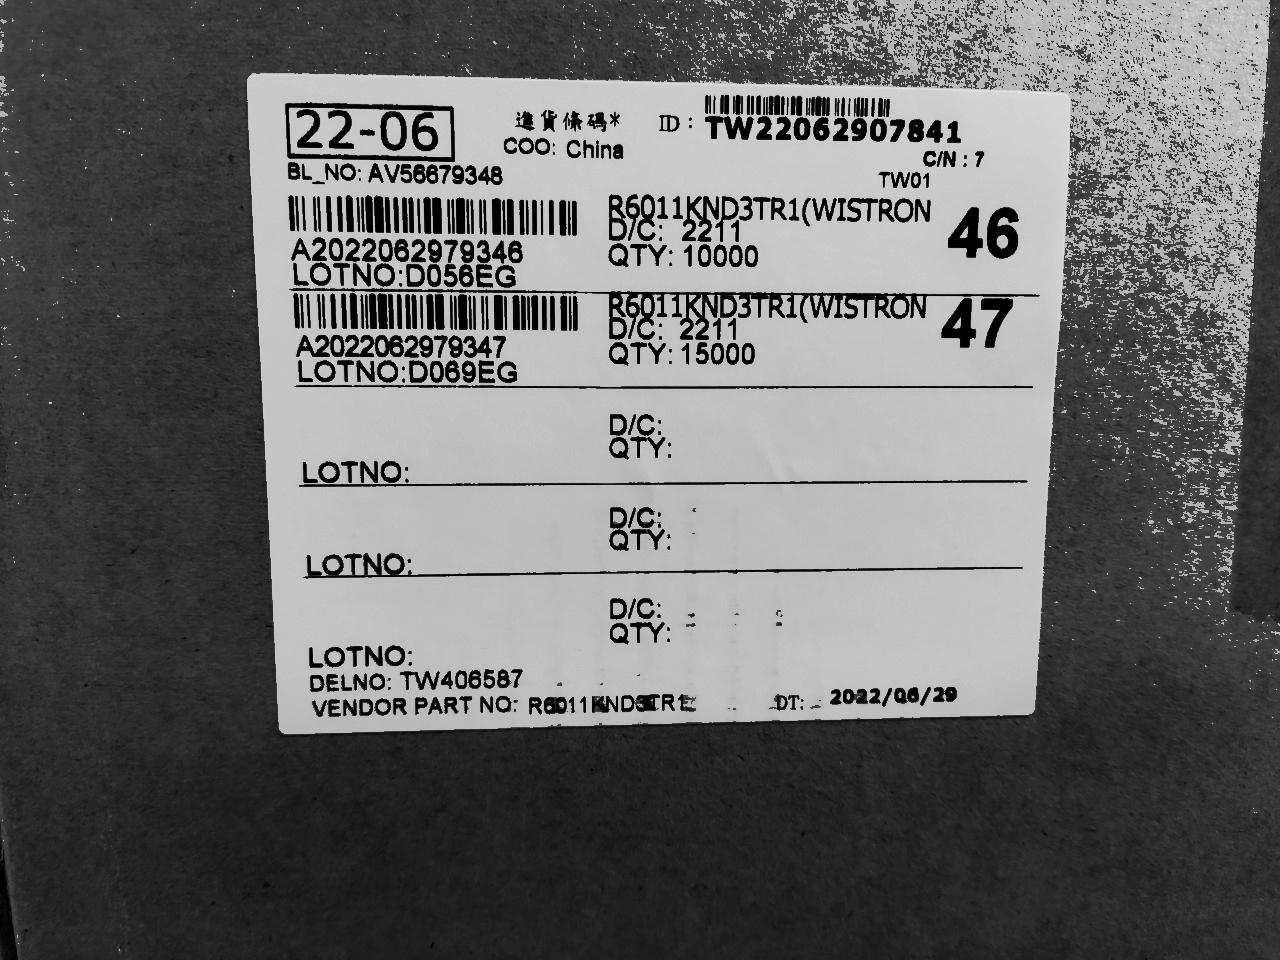 22-06
進貨條碼*
COO: China
ID: TW22062907841
C/N : 7
BL_NO: AV56679348
TW01
R6011KND3TR1(WISTRON
46
D/C: 2211
A2022062979346
QTY: 10000
LOTNO:D056EG
R6011KND3TR1(WISTRON
47
D/C: 2211
A2022062979347
QTY: 15000
LOTNO:D069EG
D/C:
QTY:
LOTNO:
D/C:
QTY:
LOTNO:
D/C:
QTY:
LOTNO:
DELNO: TW406587
VENDOR PART NO: R6011KND3TR1
DT: 2022/06/29